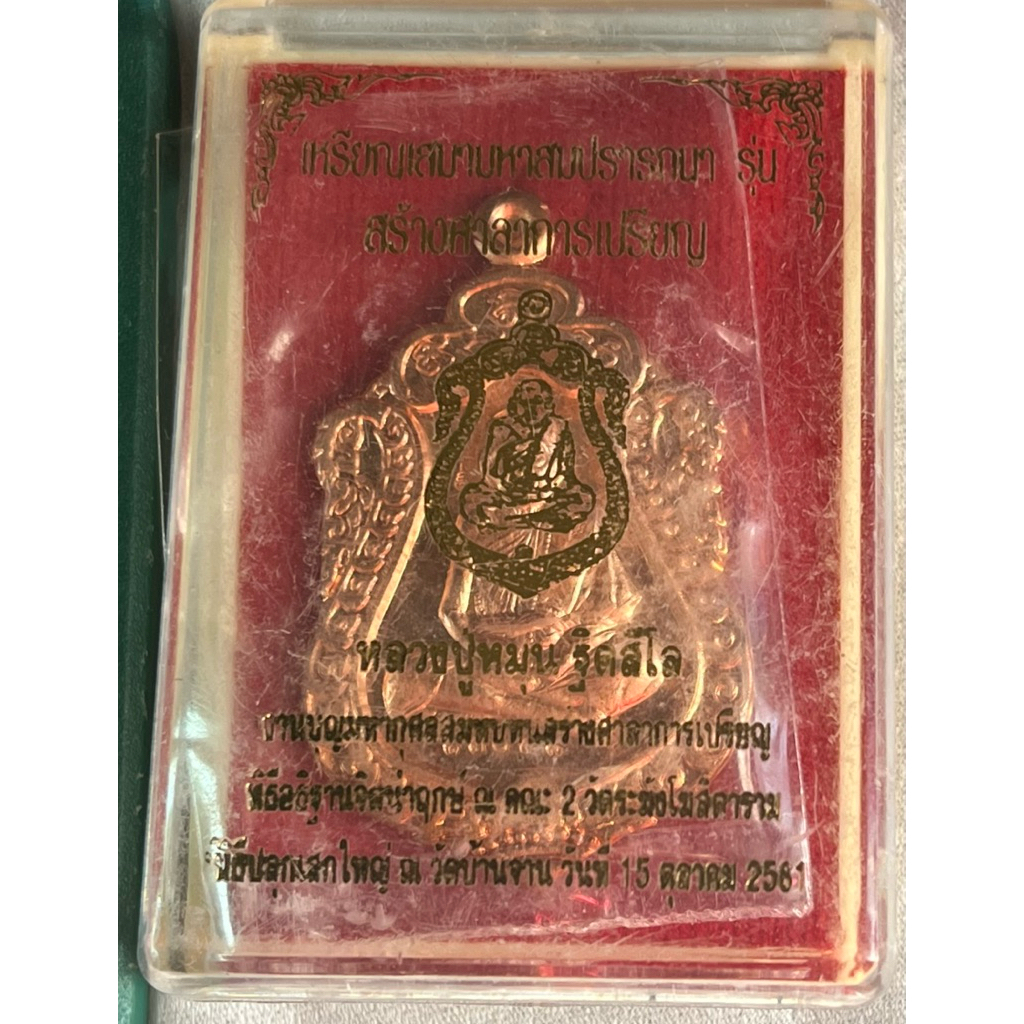 เหรียญเสมามหาสมปรารถนา รุ่น
สร้างศาลาการเปรียญ
หลวงปู่หมุน ฐิตสีโล
งานบุญมหากุศลสมทบทุนสร้างศาลาการเปรียญ
พิธีอธิฐานจิตนำฤกษ์ ณ คณะ 2 วัดระฆังโฆสิตาราม
พิธีปลุกเสกใหญ่ ณ วัดบ้านจาน วันที่ 15 ตุลาคม 2561